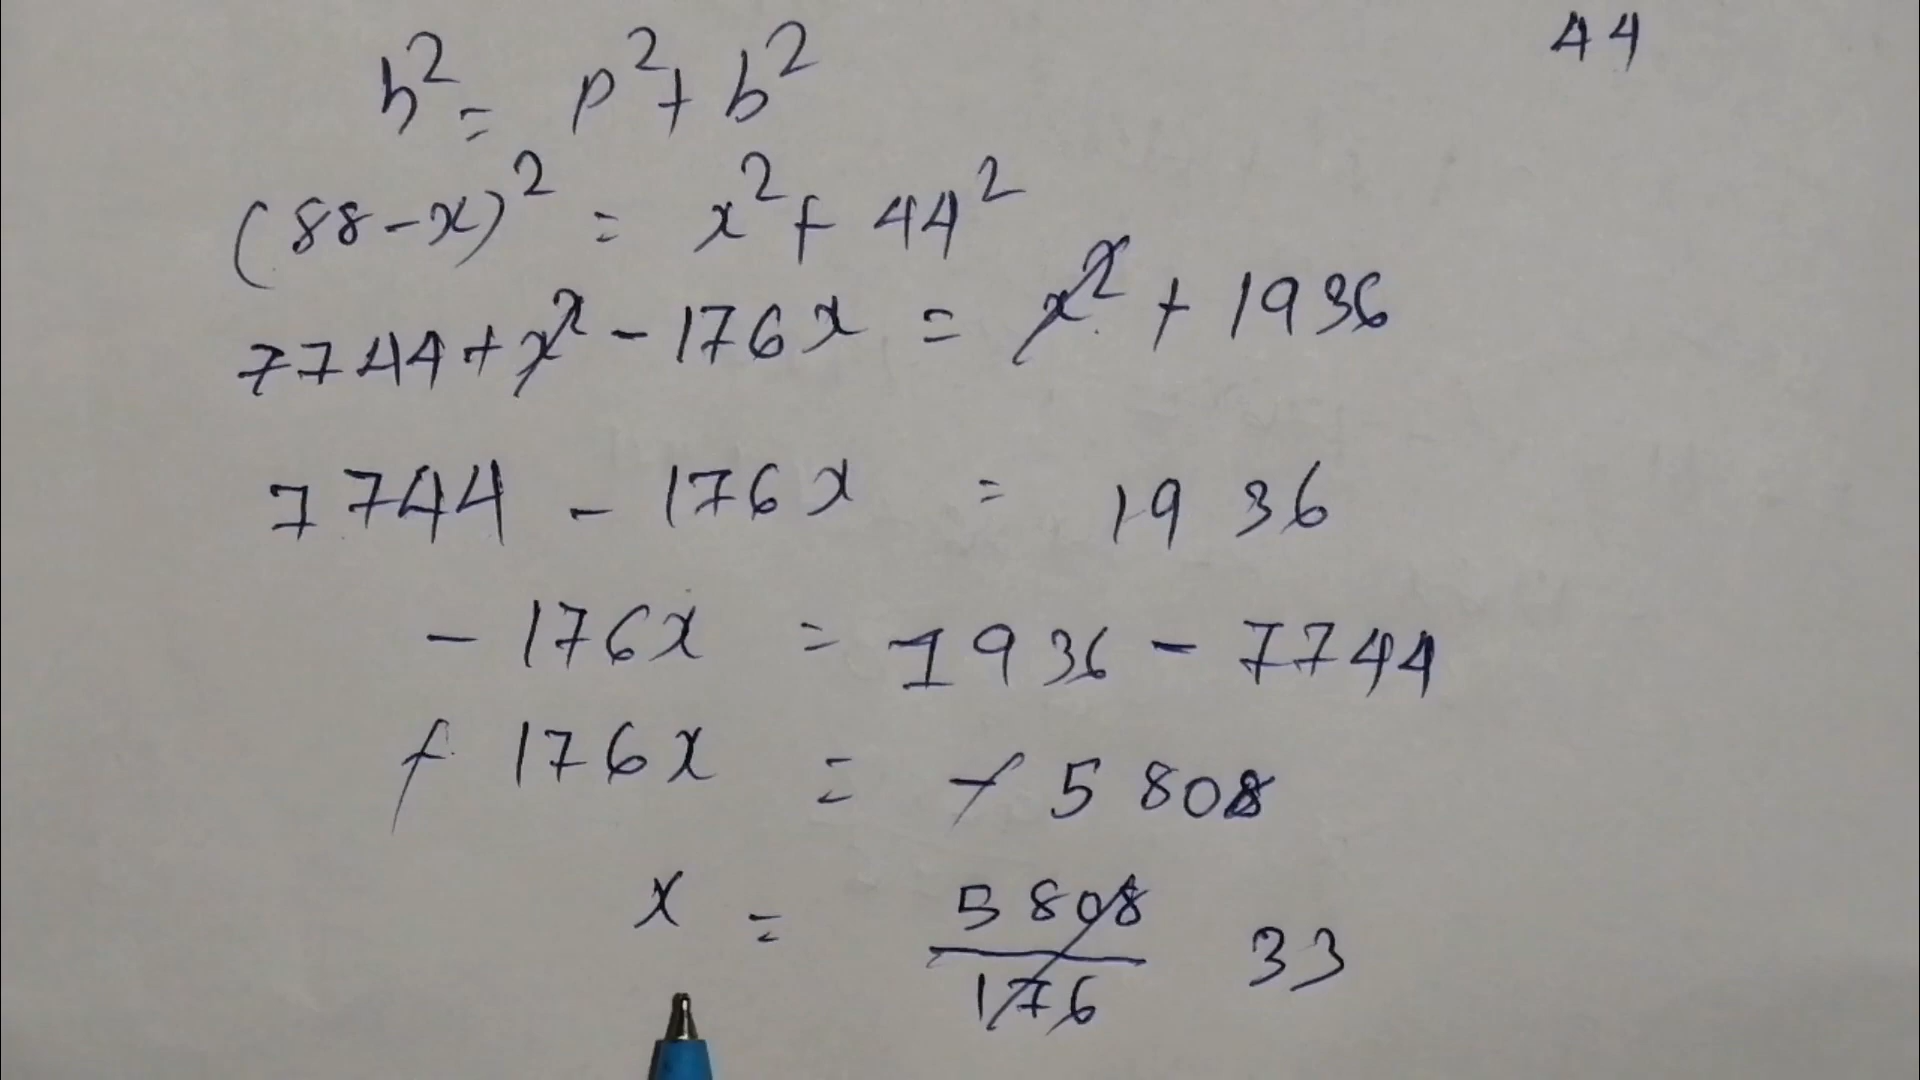 44
h² = p² + b²
(88-x)² = x² + 44²
7744 + x² - 176x = x² + 1936
7744 - 176x = 1936
- 176x = 1936 - 7744
- 176x = - 5808
x = 5808/176 33